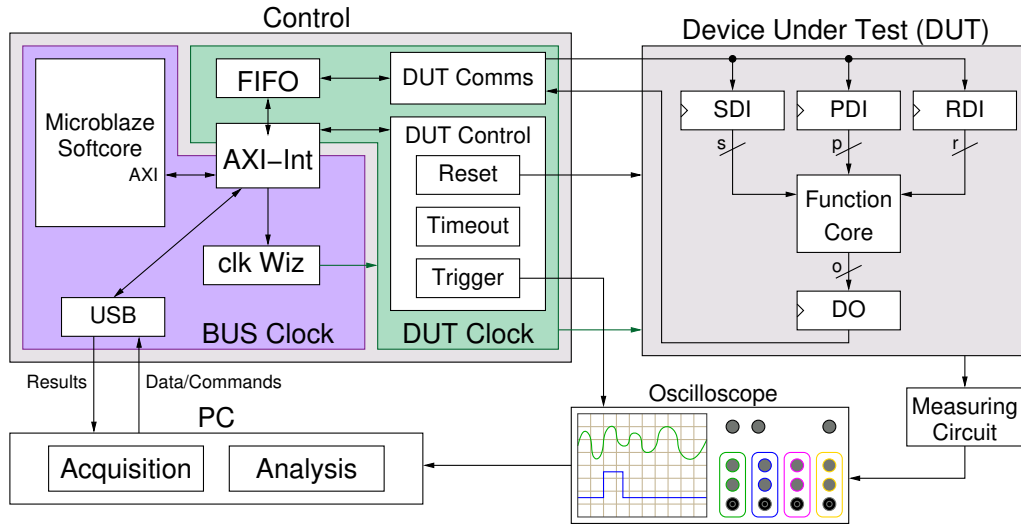 Control
Device Under Test (DUT)
FIFO
DUT Comms
SDI
PDI
RDI
Microblaze
Softcore
AXI
AXI−Int
DUT Control
Reset
Timeout
Trigger
s
p
r
Function
Core
o
DO
clk Wiz
USB
BUS Clock
DUT Clock
Results
Data/Commands
PC
Acquisition
Analysis
Oscilloscope
Measuring
Circuit